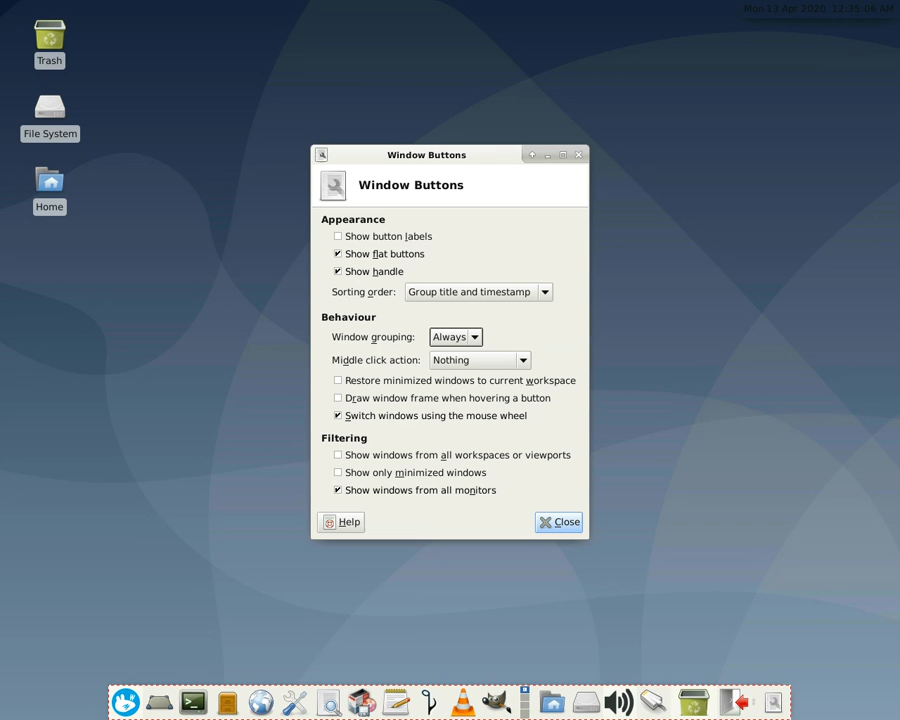 Mon 13 Apr 2020 12:35:06 AM
Trash
File System
Home
Window Buttons
Window Buttons
Appearance
Show button labels
Show flat buttons
Show handle
Sorting order: Group title and timestamp
Behaviour
Window grouping: Always
Middle click action: Nothing
Restore minimized windows to current workspace
Draw window frame when hovering a button
Switch windows using the mouse wheel
Filtering
Show windows from all workspaces or viewports
Show only minimized windows
Show windows from all monitors
Help Close